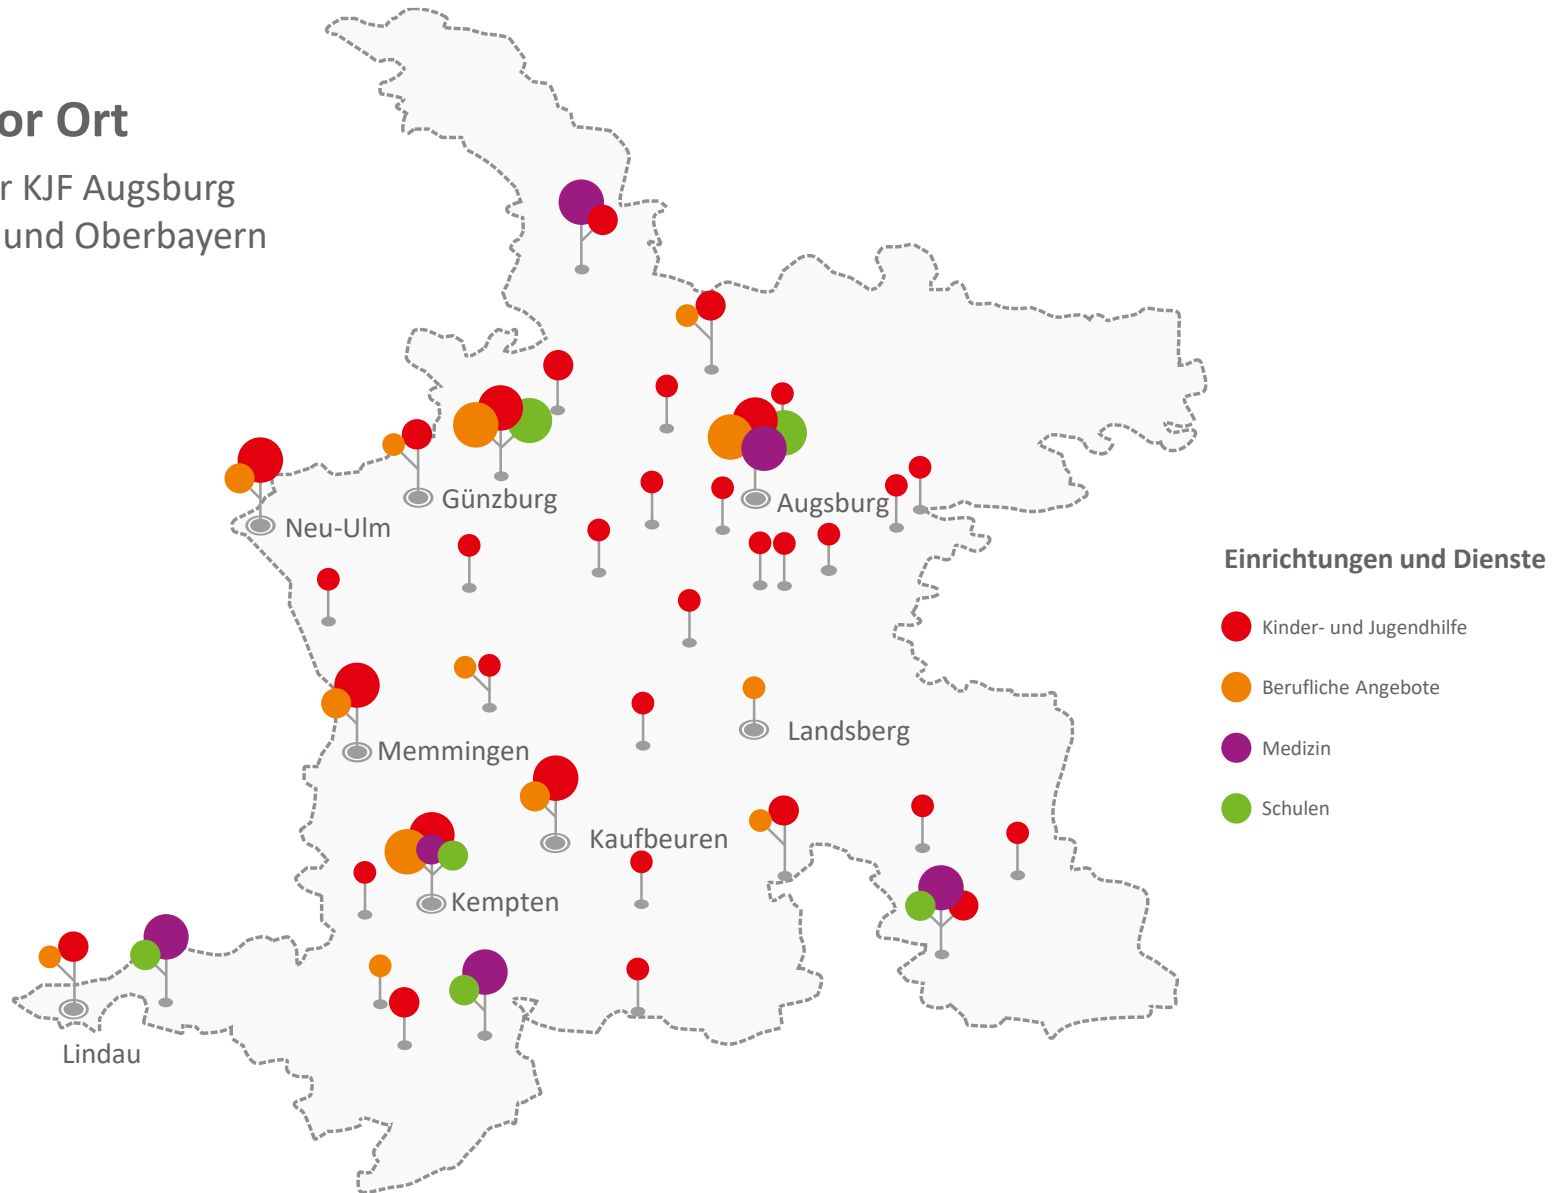 or Ort
r KJF Augsburg
und Oberbayern
Günzburg
Augsburg
Neu-Ulm
Einrichtungen und Dienste
Kinder- und Jugendhilfe
Berufliche Angebote
Landsberg
Memmingen
Medizin
Schulen
Kaufbeuren
Kempten
Lindau